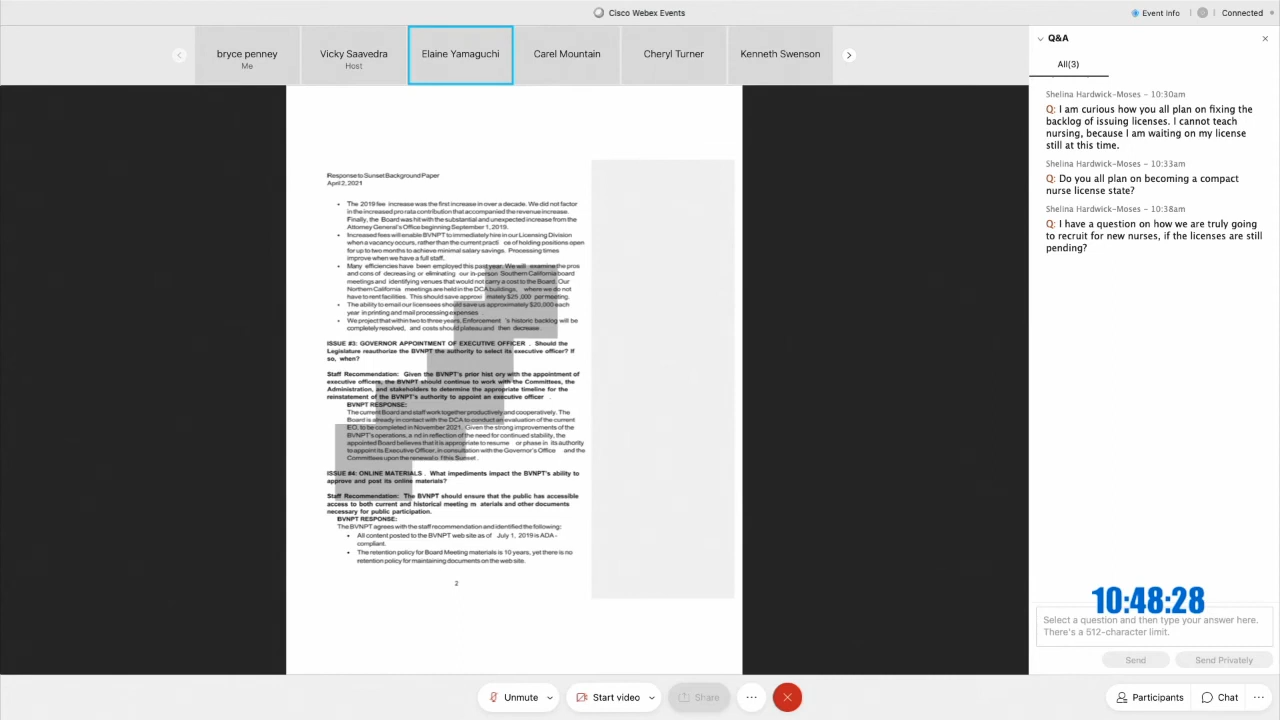 Cisco Webex Events
Event Info
Connected
bryce penney
Me
Vicky Saavedra
Host
Elaine Yamaguchi
Carel Mountain
Cheryl Turner
Kenneth Swenson
Response to Sunset Background Paper
April 2, 2021
• The 2019 fee increase was the first increase in over a decade. We did not factor
in the increased pro rata contribution that accompanied the revenue increase.
Finally, the Board was hit with the substantial and unexpected increase from the
Attorney General's Office beginning September 1, 2019.
• Increased fees will enable BVNPT to immediately hire in our Licensing Division
when a vacancy occurs, rather than the current practi ce of holding positions open
for up to two months to achieve minimal salary savings. Processing times
improve when we have a full staff.
• Many efficiencies have been employed this past year. We will examine the pros
and cons of decreasing or eliminating our in-person Southern California board
meetings and identifying venues that would not carry a cost to the Board. Our
Northern California meetings are held in the DCA buildings, where we do not
have to rent facilities. This should save approxi mately $25,000 per meeting.
• The ability to email our licensees should save us approximately $20,000 each
year in printing and mail processing expenses .
• We project that within two to three years, Enforcement 's historic backlog will be
completely resolved, and costs should plateau and then decrease .
ISSUE #3: GOVERNOR APPOINTMENT OF EXECUTIVE OFFICER . Should the
Legislature reauthorize the BVNPT the authority to select its executive officer? If
so, when?
Staff Recommendation: Given the BVNPT's prior hist ory with the appointment of
executive officers, the BVNPT should continue to work with the Committees, the
Administration, and stakeholders to determine the appropriate timeline for the
reinstatement of the BVNPT's authority to appoint an executive officer .
BVNPT RESPONSE:
The current Board and staff work together productively and cooperatively. The
Board is already in contact with the DCA to conduct an evaluation of the current
EO, to be completed in November 2021. Given the strong improvements of the
BVNPT's operations, a nd in reflection of the need for continued stability, the
appointed Board believes that it is appropriate to resume or phase in its authority
to appoint its Executive Officer, in consultation with the Governor's Office and the
Committees upon the renewal o f this Sunset .
ISSUE #4: ONLINE MATERIALS . What impediments impact the BVNPT's ability to
approve and post its online materials?
Staff Recommendation: The BVNPT should ensure that the public has accessible
access to both current and historical meeting m aterials and other documents
necessary for public participation.
BVNPT RESPONSE:
The BVNPT agrees with the staff recommendation and identified the following:
• All content posted to the BVNPT web site as of July 1, 2019 is ADA-
compliant.
• The retention policy for Board Meeting materials is 10 years, yet there is no
retention policy for maintaining documents on the web site.
2
Q&A
All(3)
Shelina Hardwick-Moses - 10:30am
Q: I am curious how you all plan on fixing the
backlog of issuing licenses. I cannot teach
nursing, because I am waiting on my license
still at this time.
Shelina Hardwick-Moses - 10:33am
Q: Do you all plan on becoming a compact
nurse license state?
Shelina Hardwick-Moses - 10:38am
Q: I have a question on how we are truly going
to recruit for new nurses, if the licenses are still
pending?
10:48:28
Select a question and then type your answer here.
There's a 512-character limit.
Send
Send Privately
Unmute
Start video
Share
Participants
Chat